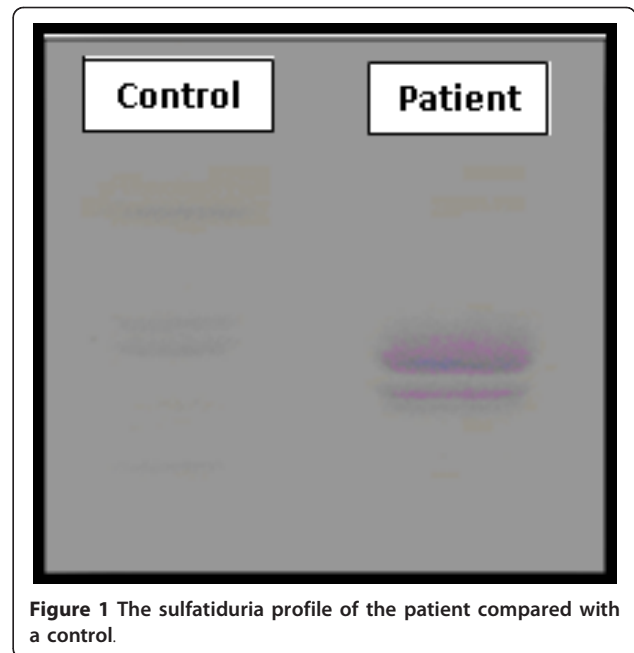 Control Patient
Figure 1 The sulfatiduria profile of the patient compared with
a control.